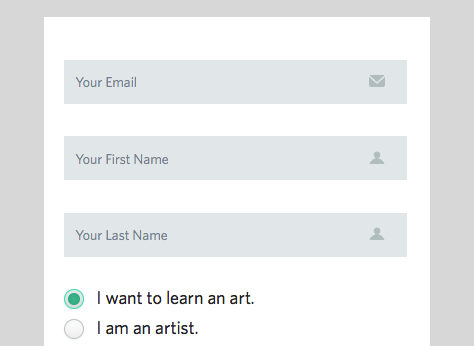 Your Email
Your First Name
Your Last Name
I want to learn an art.
I am an artist.